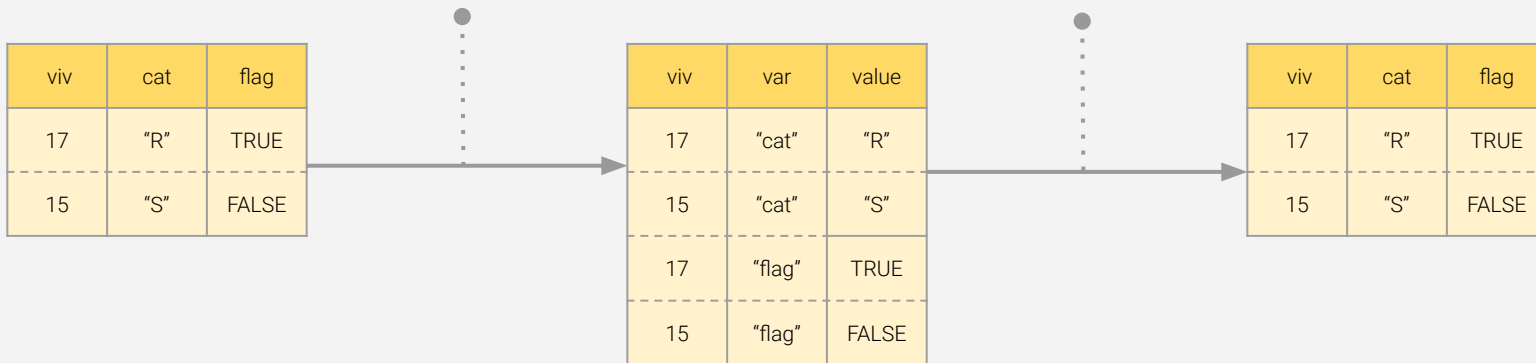 viv cat flag
17 “R” TRUE
15 “S” FALSE
viv var value
17 “cat” “R”
15 “cat” “S”
17 “flag” TRUE
15 “flag” FALSE
viv cat flag
17 “R” TRUE
15 “S” FALSE